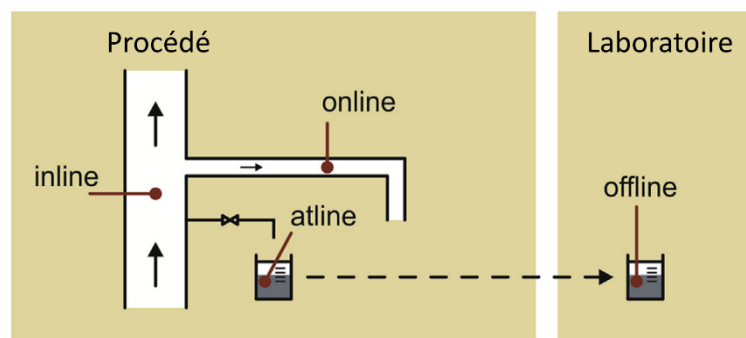 Procédé
Laboratoire
online
inline
offline
atline